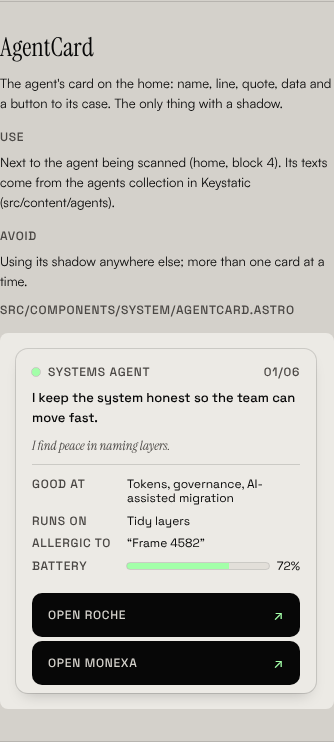 AgentCard
The agent's card on the home: name, line, quote, data and
a button to its case. The only thing with a shadow.
USE
Next to the agent being scanned (home, block 4). Its texts
come from the agents collection in Keystatic
(src/content/agents).
AVOID
Using its shadow anywhere else; more than one card at a
time.
SRC/COMPONENTS/SYSTEM/AGENTCARD.ASTRO
SYSTEMS AGENT 01/06
I keep the system honest so the team can
move fast.
I find peace in naming layers.
GOOD AT Tokens, governance, AI-
assisted migration
RUNS ON Tidy layers
ALLERGIC TO “Frame 4582”
BATTERY 72%
OPEN ROCHE
OPEN MONEXA